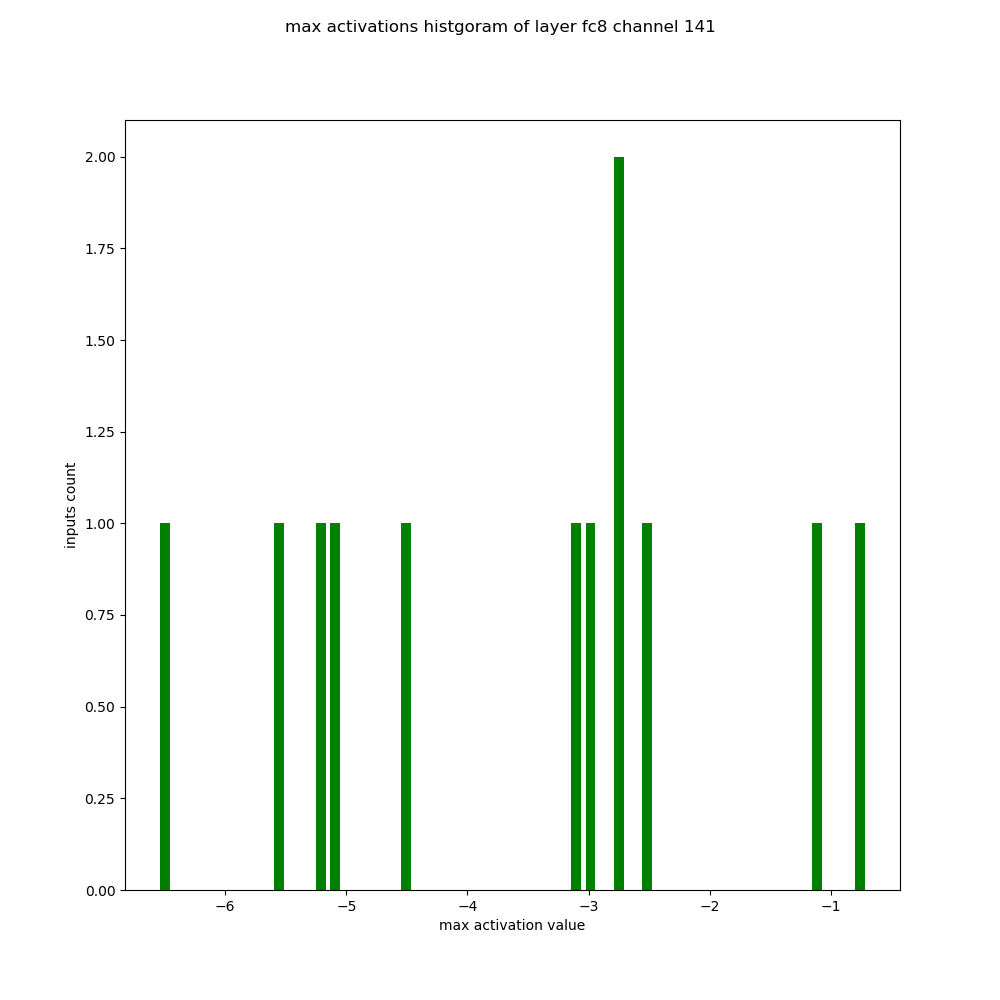 max activations histgoram of layer fc8 channel 141
2.00
1.75
1.50
1.25
1.00
0.75
0.50
0.25
0.00
inputs count
−6 −5 −4 −3 −2 −1
max activation value